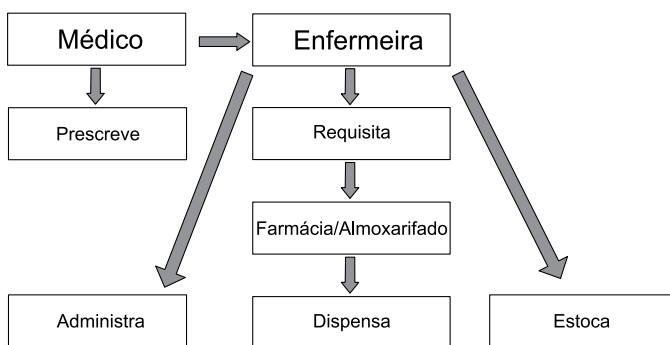 Médico
Enfermeira
Prescreve
Requisita
Farmácia/Almoxarifado
Administra
Dispensa
Estoca